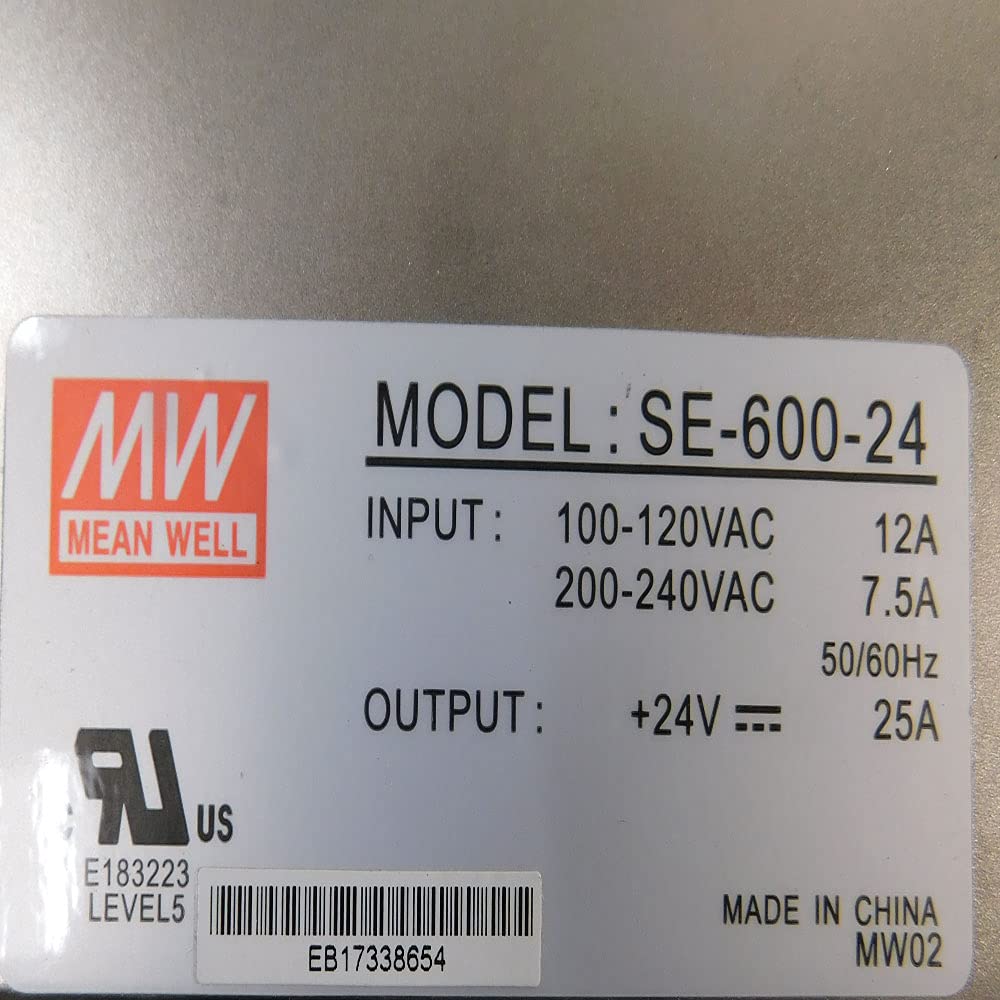 MW
MEAN WELL
MODEL : SE-600-24
INPUT : 100-120VAC 12A
200-240VAC 7.5A
50/60Hz
OUTPUT : +24V 25A
US
E183223
LEVEL5
EB17338654
MADE IN CHINA
MW02